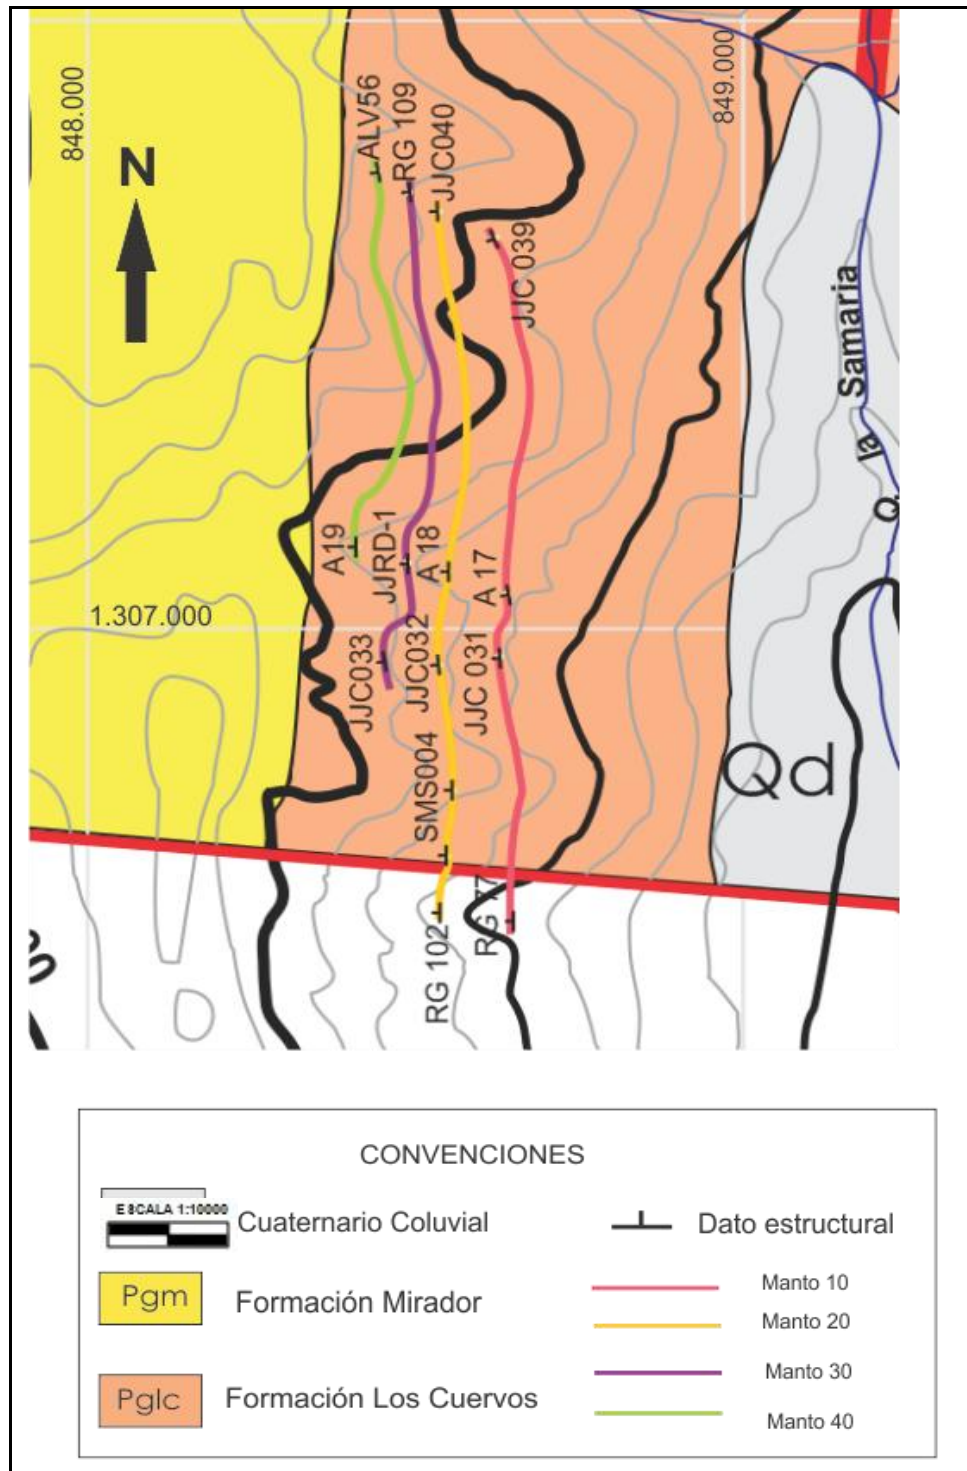 848.000
849.000
N
ALV56
RG 109
JJC040
JJC 039
Q. la Samaria
A19
JJRD-1
A 18
A 17
1.307.000
JJC033
JJC032
JJC 031
SMS004
Qd
RG 77
RG 102
CONVENCIONES
ESCALA 1:10000
Cuaternario Coluvial
Dato estructural
Pgm
Formación Mirador
Manto 10
Manto 20
Pglc
Formación Los Cuervos
Manto 30
Manto 40